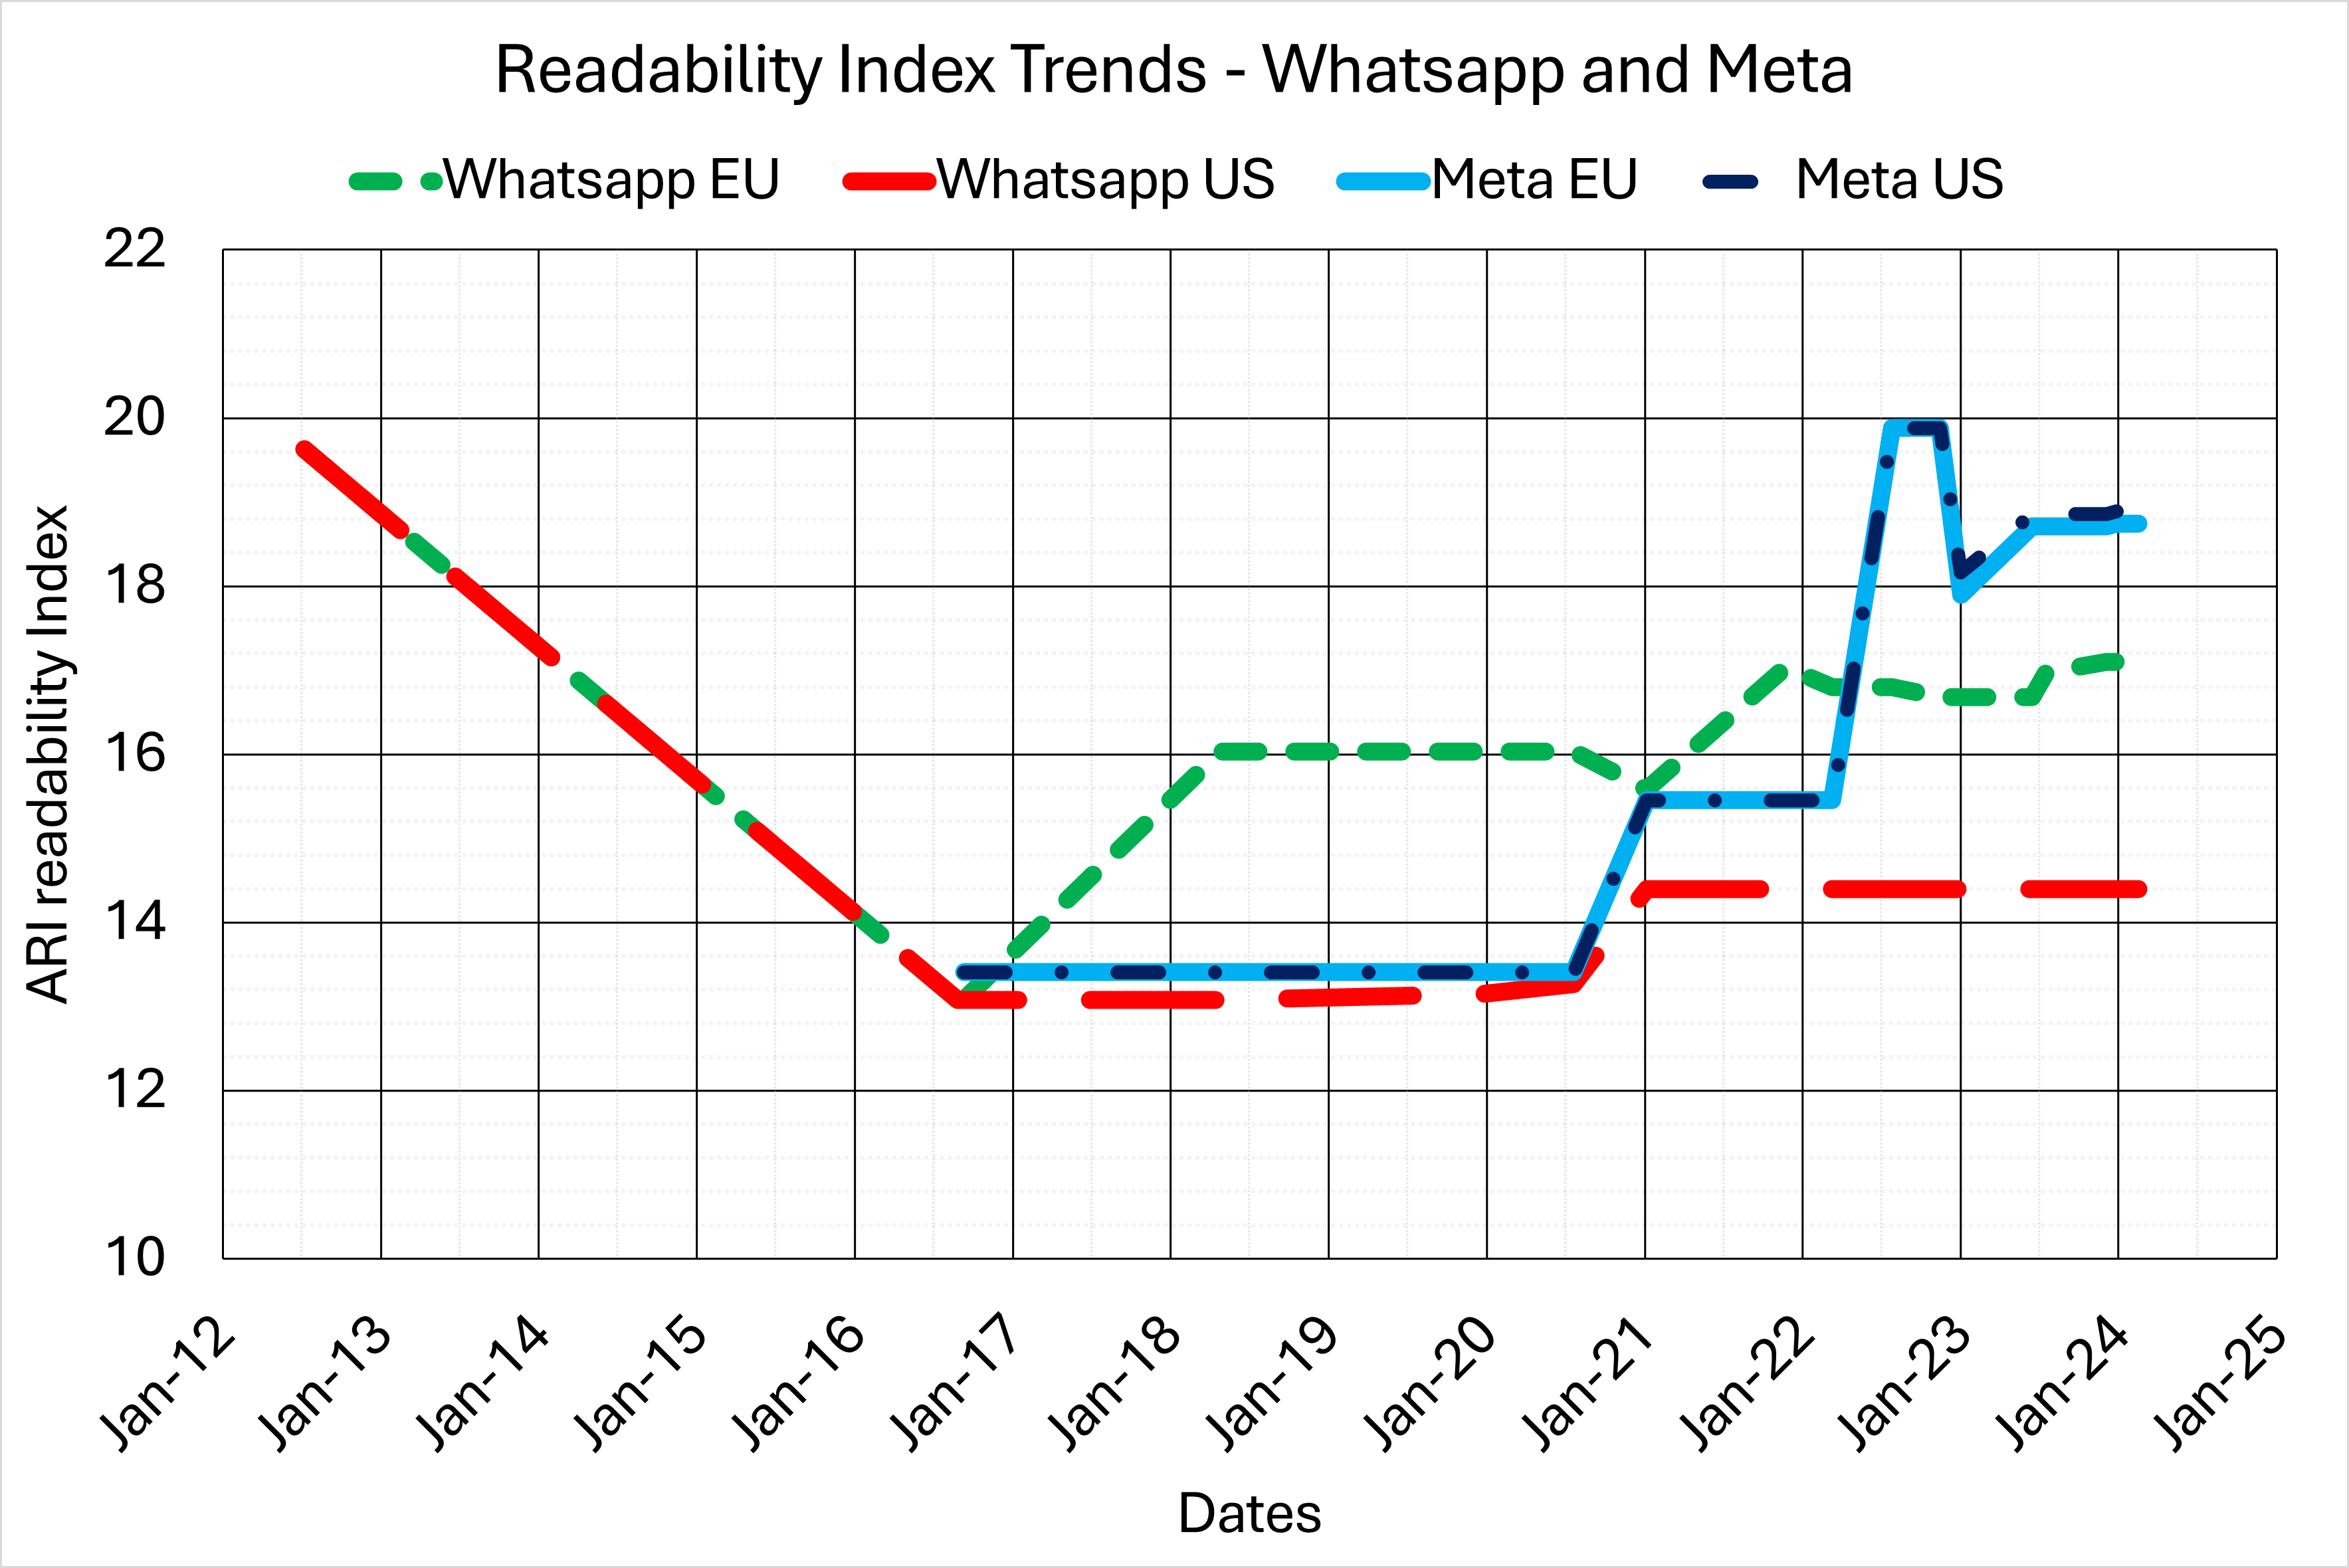 Readability Index Trends - Whatsapp and Meta
Whatsapp EU Whatsapp US Meta EU Meta US
22
20
18
16
14
12
10
ARI readability Index
Jan-12 Jan-13 Jan-14 Jan-15 Jan-16 Jan-17 Jan-18 Jan-19 Jan-20 Jan-21 Jan-22 Jan-23 Jan-24 Jan-25
Dates